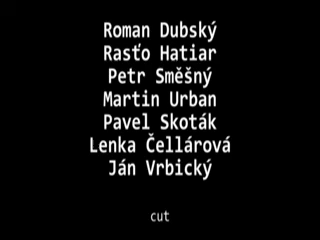 Roman Dubský
Rasťo Hatiar
Petr Směšný
Martin Urban
Pavel Skoták
Lenka Čellárová
Ján Vrbický
cut